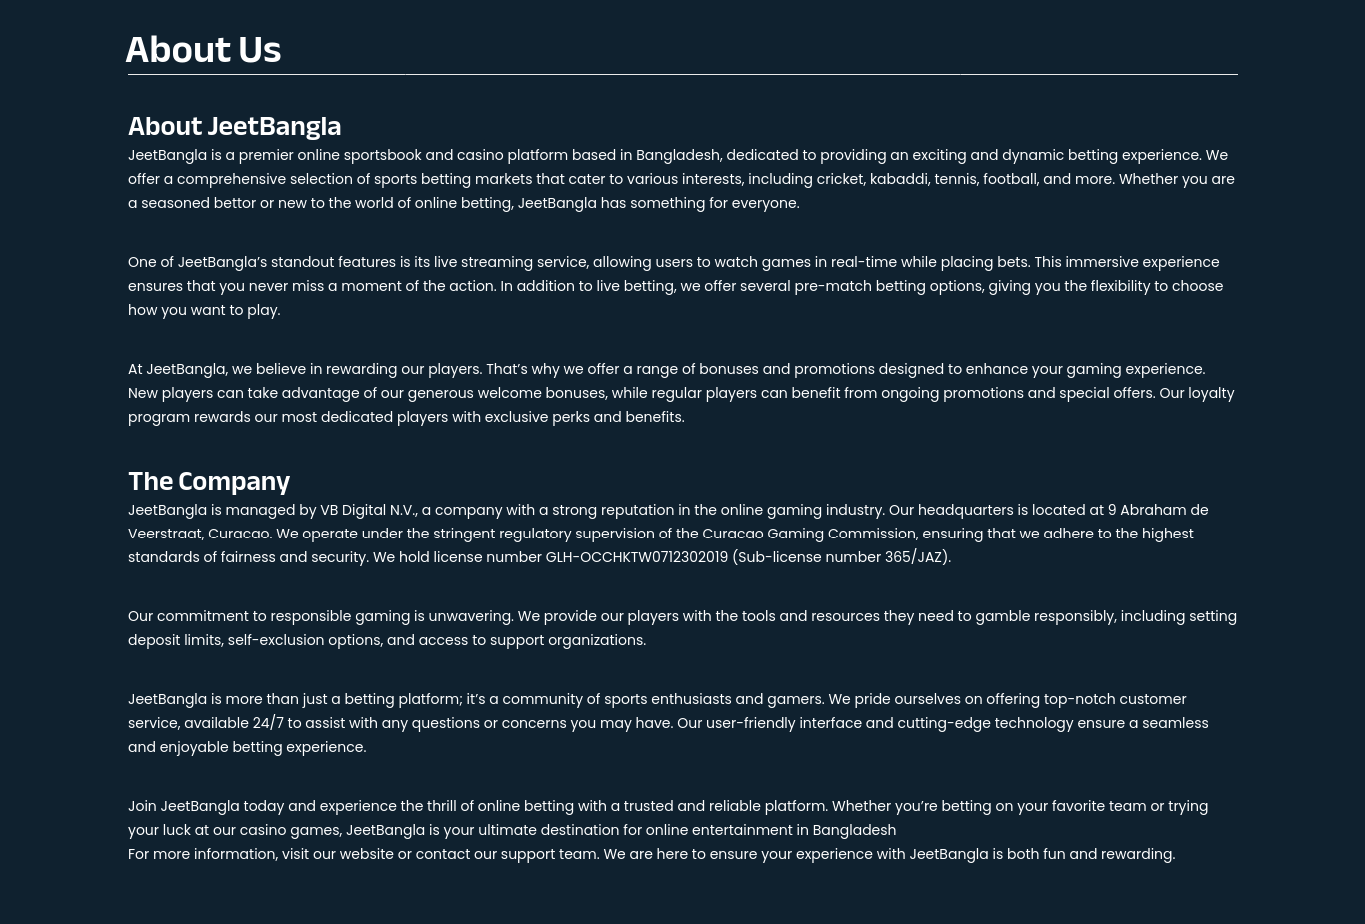 About Us
About JeetBangla
JeetBangla is a premier online sportsbook and casino platform based in Bangladesh, dedicated to providing an exciting and dynamic betting experience. We
offer a comprehensive selection of sports betting markets that cater to various interests, including cricket, kabaddi, tennis, football, and more. Whether you are
a seasoned bettor or new to the world of online betting, JeetBangla has something for everyone.
One of JeetBangla’s standout features is its live streaming service, allowing users to watch games in real-time while placing bets. This immersive experience
ensures that you never miss a moment of the action. In addition to live betting, we offer several pre-match betting options, giving you the flexibility to choose
how you want to play.
At JeetBangla, we believe in rewarding our players. That’s why we offer a range of bonuses and promotions designed to enhance your gaming experience.
New players can take advantage of our generous welcome bonuses, while regular players can benefit from ongoing promotions and special offers. Our loyalty
program rewards our most dedicated players with exclusive perks and benefits.
The Company
JeetBangla is managed by VB Digital N.V., a company with a strong reputation in the online gaming industry. Our headquarters is located at 9 Abraham de
Veerstraat, Curacao. We operate under the stringent regulatory supervision of the Curacao Gaming Commission, ensuring that we adhere to the highest
standards of fairness and security. We hold license number GLH-OCCHKTW0712302019 (Sub-license number 365/JAZ).
Our commitment to responsible gaming is unwavering. We provide our players with the tools and resources they need to gamble responsibly, including setting
deposit limits, self-exclusion options, and access to support organizations.
JeetBangla is more than just a betting platform; it’s a community of sports enthusiasts and gamers. We pride ourselves on offering top-notch customer
service, available 24/7 to assist with any questions or concerns you may have. Our user-friendly interface and cutting-edge technology ensure a seamless
and enjoyable betting experience.
Join JeetBangla today and experience the thrill of online betting with a trusted and reliable platform. Whether you’re betting on your favorite team or trying
your luck at our casino games, JeetBangla is your ultimate destination for online entertainment in Bangladesh
For more information, visit our website or contact our support team. We are here to ensure your experience with JeetBangla is both fun and rewarding.